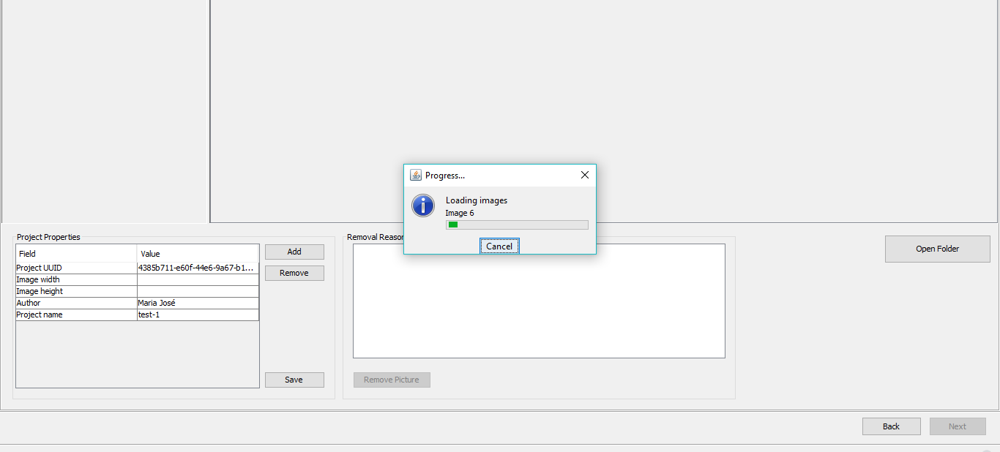 Progress...
Loading images
Image 6
Cancel
Project Properties
Field Value
Project UUID 4385b711-e60f-44e6-9a67-b1...
Image width
Image height
Author Maria José
Project name test-1
Add
Remove
Save
Removal Reason
Remove Picture
Open Folder
Back
Next